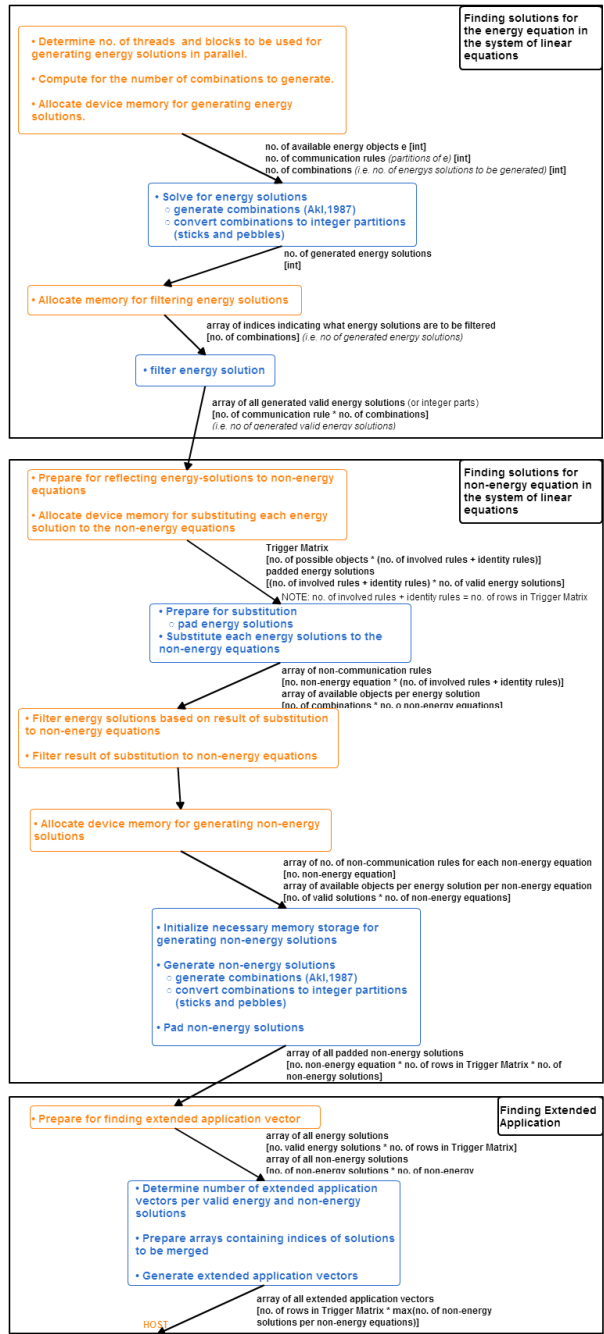 Finding solutions for
the energy equation in
the system of linear
equations
• Determine no. of threads and blocks to be used for
generating energy solutions in parallel.
• Compute for the number of combinations to generate.
• Allocate device memory for generating energy
solutions.
no. of available energy objects e [int]
no. of communication rules (partitions of e) [int]
no. of combinations (i.e. no. of energys solutions to be generated) [int]
• Solve for energy solutions
○ generate combinations (Akl,1987)
○ convert combinations to integer partitions
(sticks and pebbles)
no. of generated energy solutions
[int]
• Allocate memory for filtering energy solutions
array of indices indicating what energy solutions are to be filtered
[no. of combinations] (i.e. no of generated energy solutions)
• filter energy solution
array of all generated valid energy solutions (or integer parts)
[no. of communication rule * no. of combinations]
(i.e. no of generated valid energy solutions)
Finding solutions for
non-energy equation in
the system of linear
equations
• Prepare for reflecting energy-solutions to non-energy
equations
• Allocate device memory for substituting each energy
solution to the non-energy equations
Trigger Matrix
[no. of possible objects * (no. of involved rules + identity rules)]
padded energy solutions
[(no. of involved rules + identity rules) * no. of valid energy solutions]
NOTE: no. of involved rules + identity rules = no. of rows in Trigger Matrix
• Prepare for substitution
○ pad energy solutions
• Substitute each energy solutions to the
non-energy equations
array of non-communication rules
[no. non-energy equation * (no. of involved rules + identity rules)]
array of available objects per energy solution
[no. of combinations * no. o non-energy equations]
• Filter energy solutions based on result of substitution
to non-energy equations
• Filter result of substitution to non-energy equations
• Allocate device memory for generating non-energy
solutions
array of no. of non-communication rules for each non-energy equation
[no. non-energy equation]
array of available objects per energy solution per non-energy equation
[no. of valid solutions * no. of non-energy equations]
• Initialize necessary memory storage for
generating non-energy solutions
• Generate non-energy solutions
○ generate combinations (Akl,1987)
○ convert combinations to integer partitions
(sticks and pebbles)
• Pad non-energy solutions
array of all padded non-energy solutions
[no. non-energy equation * no. of rows in Trigger Matrix * no. of
non-energy solutions]
Finding Extended
Application
• Prepare for finding extended application vector
array of all energy solutions
[no. valid energy solutions * no. of rows in Trigger Matrix]
array of all non-energy solutions
[no. of non-energy solutions * no. of non-energy
• Determine number of extended application
vectors per valid energy and non-energy
solutions
• Prepare arrays containing indices of solutions
to be merged
• Generate extended application vectors
array of all extended application vectors
[no. of rows in Trigger Matrix * max(no. of non-energy
solutions per non-energy equations)]
HOST